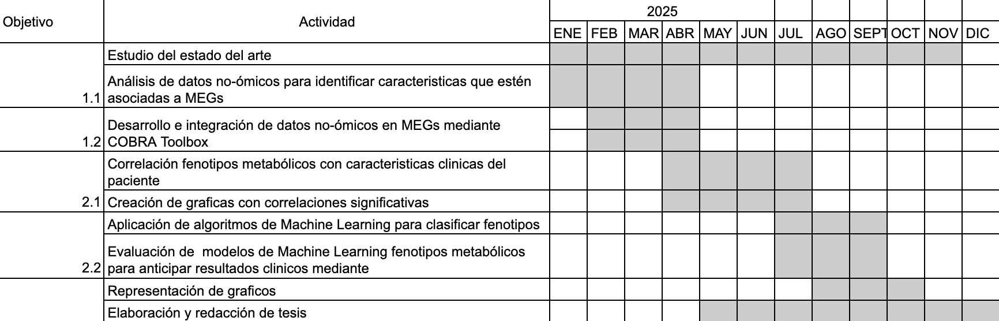 2025
Objetivo
Actividad
ENE FEB MAR ABR MAY JUN JUL AGO SEPT OCT NOV DIC
Estudio del estado del arte
Análisis de datos no-ómicos para identificar caracteristicas que estén
1.1 asociadas a MEGs
Desarrollo e integración de datos no-ómicos en MEGs mediante
1.2 COBRA Toolbox
Correlación fenotipos metabólicos con caracteristicas clinicas del
paciente
2.1 Creación de graficas con correlaciones significativas
Aplicación de algoritmos de Machine Learning para clasificar fenotipos
Evaluación de  modelos de Machine Learning fenotipos metabólicos
2.2 para anticipar resultados clinicos mediante
Representación de graficos
Elaboración y redacción de tesis